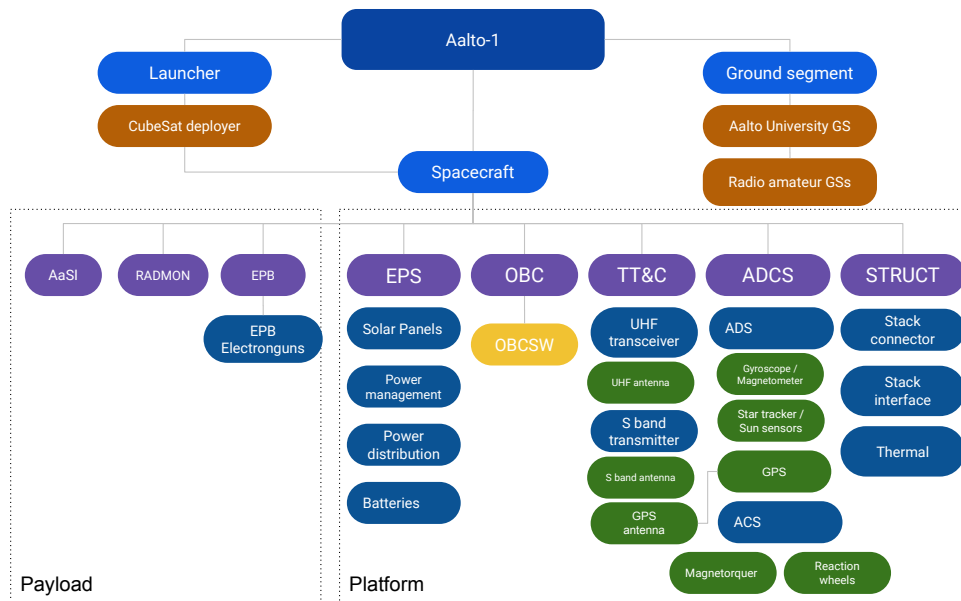 Aalto-1
Launcher
Ground segment
CubeSat deployer
Aalto University GS
Spacecraft
Radio amateur GSs
AaSI
RADMON
EPB
EPS
OBC
TT&C
ADCS
STRUCT
EPB
Electronguns
Solar Panels
Power
management
Power
distribution
Batteries
OBCSW
UHF
transceiver
UHF antenna
S band
transmitter
S band antenna
GPS
antenna
ADS
Gyroscope /
Magnetometer
Star tracker /
Sun sensors
GPS
ACS
Magnetorquer
Reaction
wheels
Stack
connector
Stack
interface
Thermal
Payload
Platform